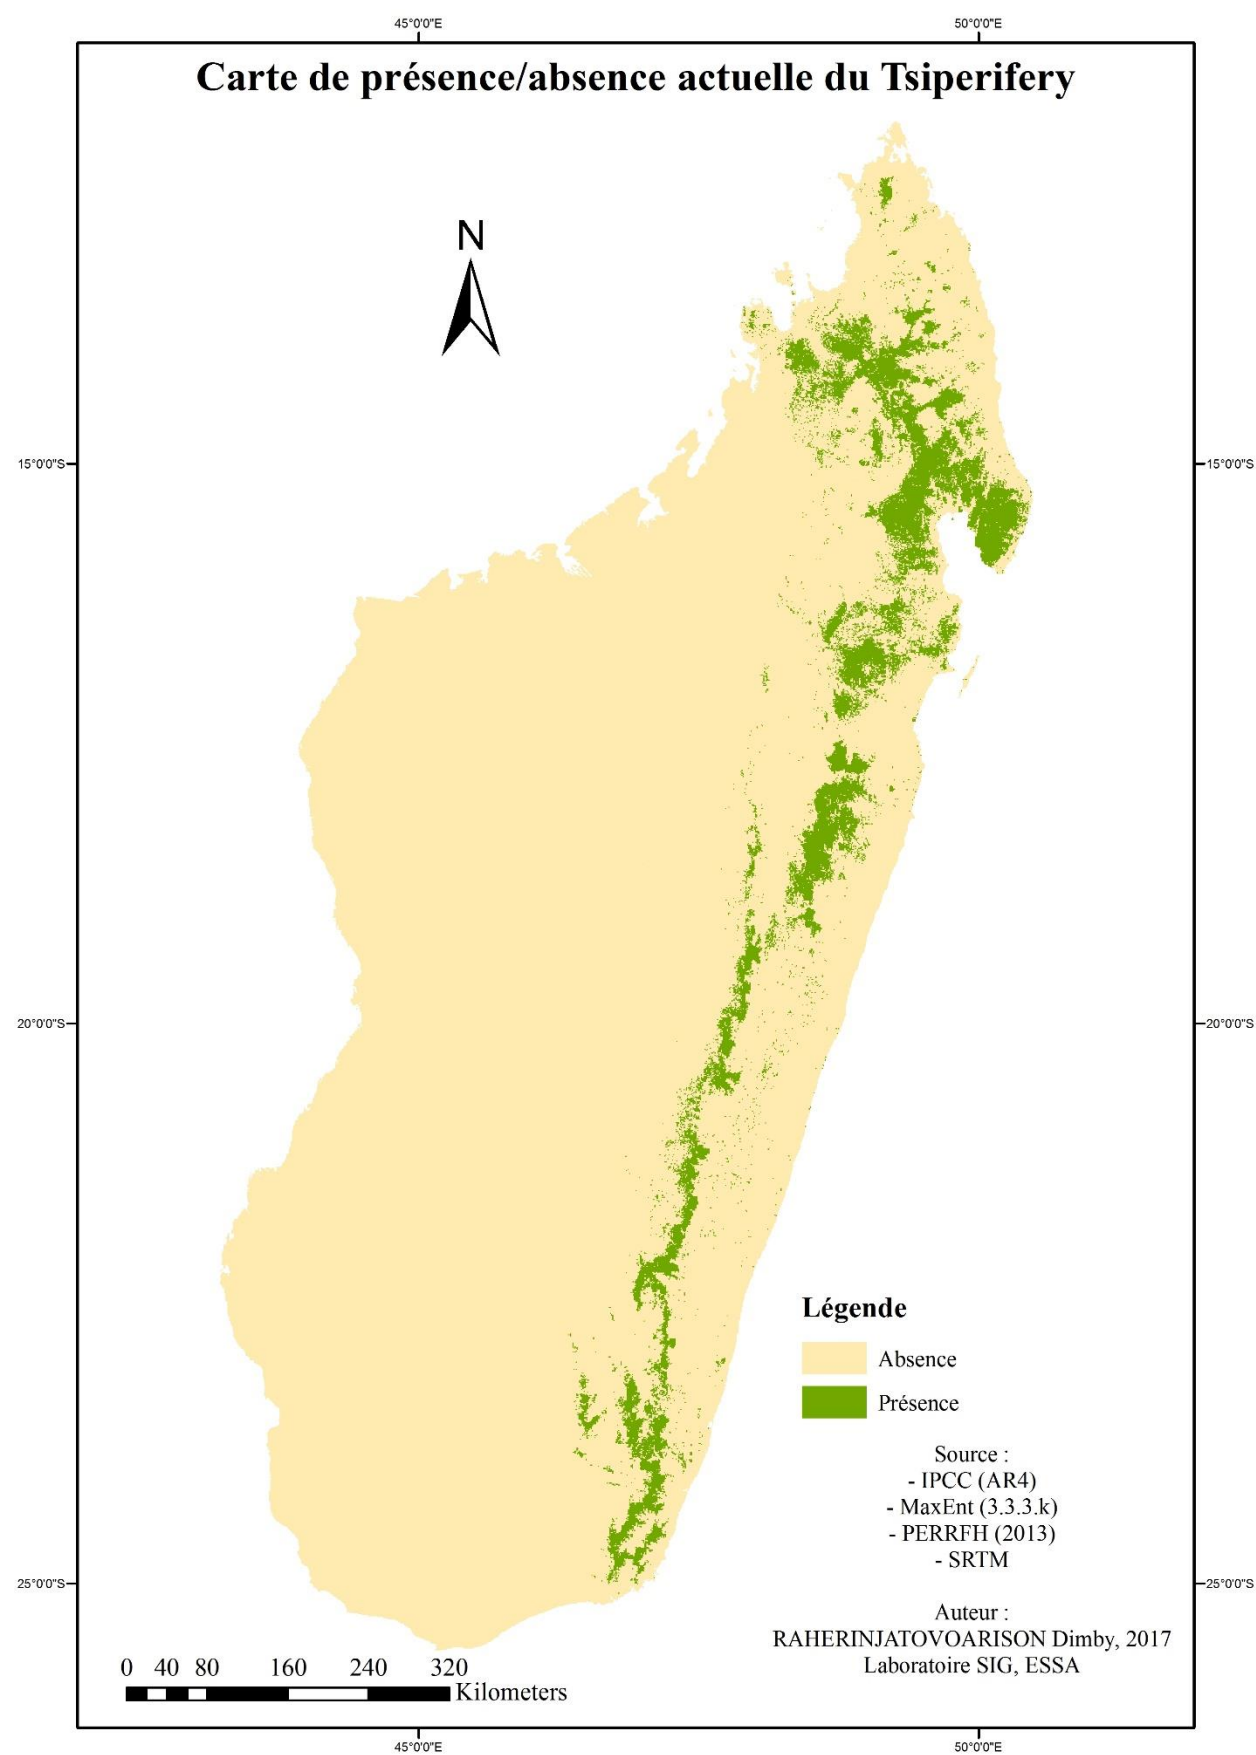 45°0'0"E
50°0'0"E
Carte de présence/absence actuelle du Tsiperifery
N
15°0'0"S
15°0'0"S
20°0'0"S
20°0'0"S
Légende
Absence
Présence
Source :
- IPCC (AR4)
- MaxEnt (3.3.3.k)
- PERRFH (2013)
- SRTM
25°0'0"S
25°0'0"S
Auteur :
RAHERINJATOVOARISON Dimby, 2017
Laboratoire SIG, ESSA
0 40 80 160 240 320
Kilometers
45°0'0"E
50°0'0"E